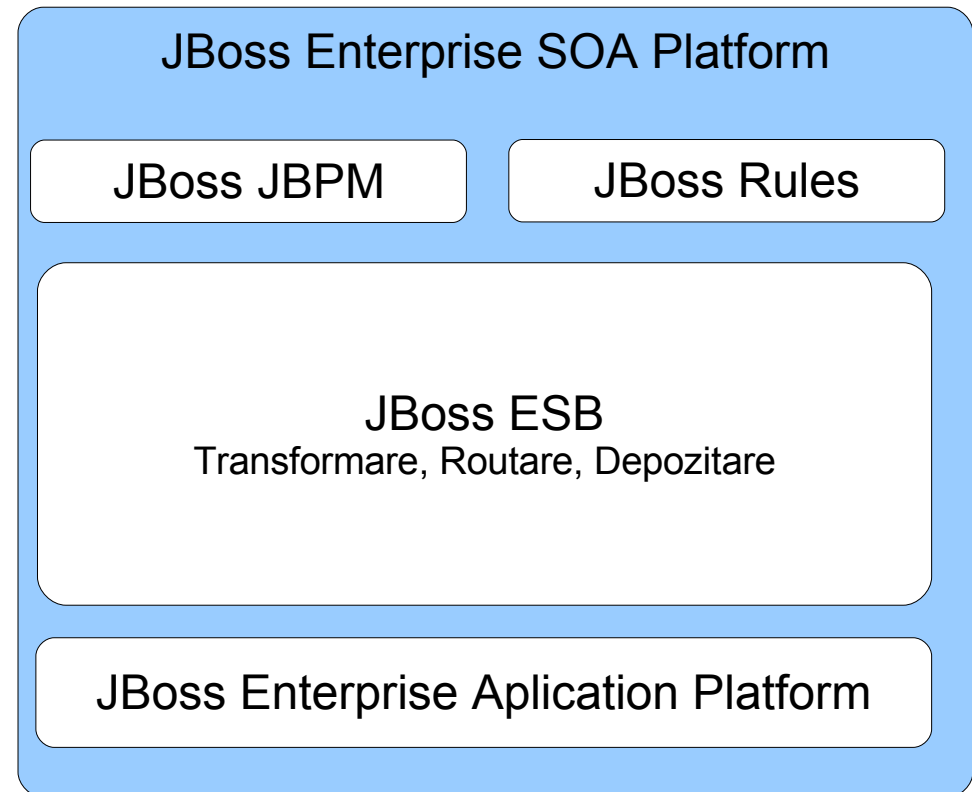 JBoss Enterprise SOA Platform
JBoss JBPM
JBoss Rules
JBoss ESB
Transformare, Routare, Depozitare
JBoss Enterprise Aplication Platform